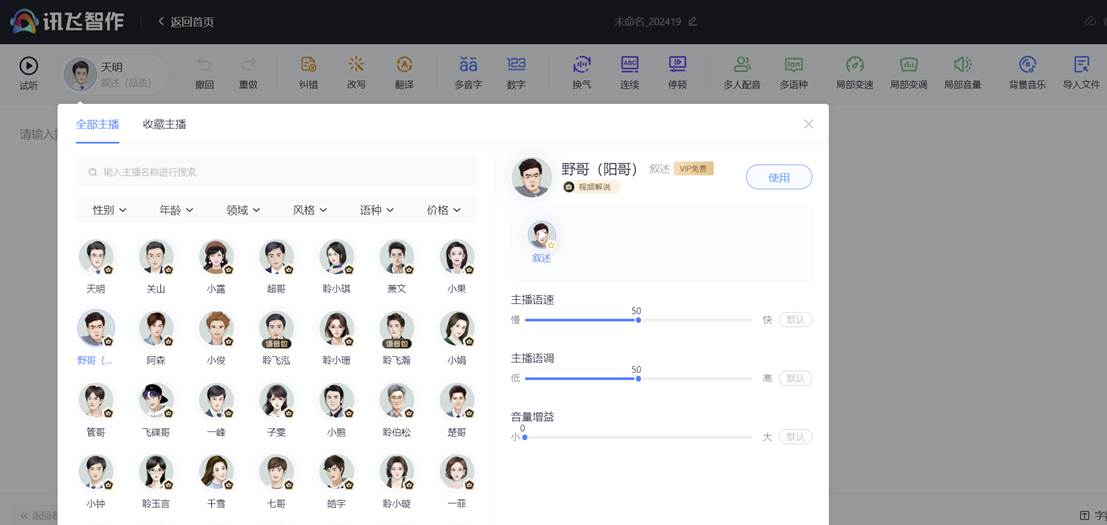 讯飞智作
返回首页
未命名_202419
试听
天明
叙述（品质）
撤回
重做
纠错
改写
翻译
多音字
数字
换气
连续
停顿
多人配音
多语种
局部变速
局部变调
局部音量
背景音乐
导入文件
全部主播
收藏主播
输入主播名称进行搜索
性别
年龄
领域
风格
语种
价格
天明
关山
小露
超哥
聆小琪
萧文
小果
野哥（...
阿森
小俊
语音包
聆飞泓
聆小珊
语音包
聆飞瀚
小娟
管哥
飞碟哥
一峰
子雯
小鹏
聆伯松
楚哥
小钟
聆玉言
千雪
七哥
皓宇
聆小璇
一菲
野哥（阳哥）
叙述
VIP免费
视频解说
使用
叙述
主播语速
50
慢
快
默认
主播语调
50
低
高
默认
音量增益
0
小
大
默认
请输入
返回